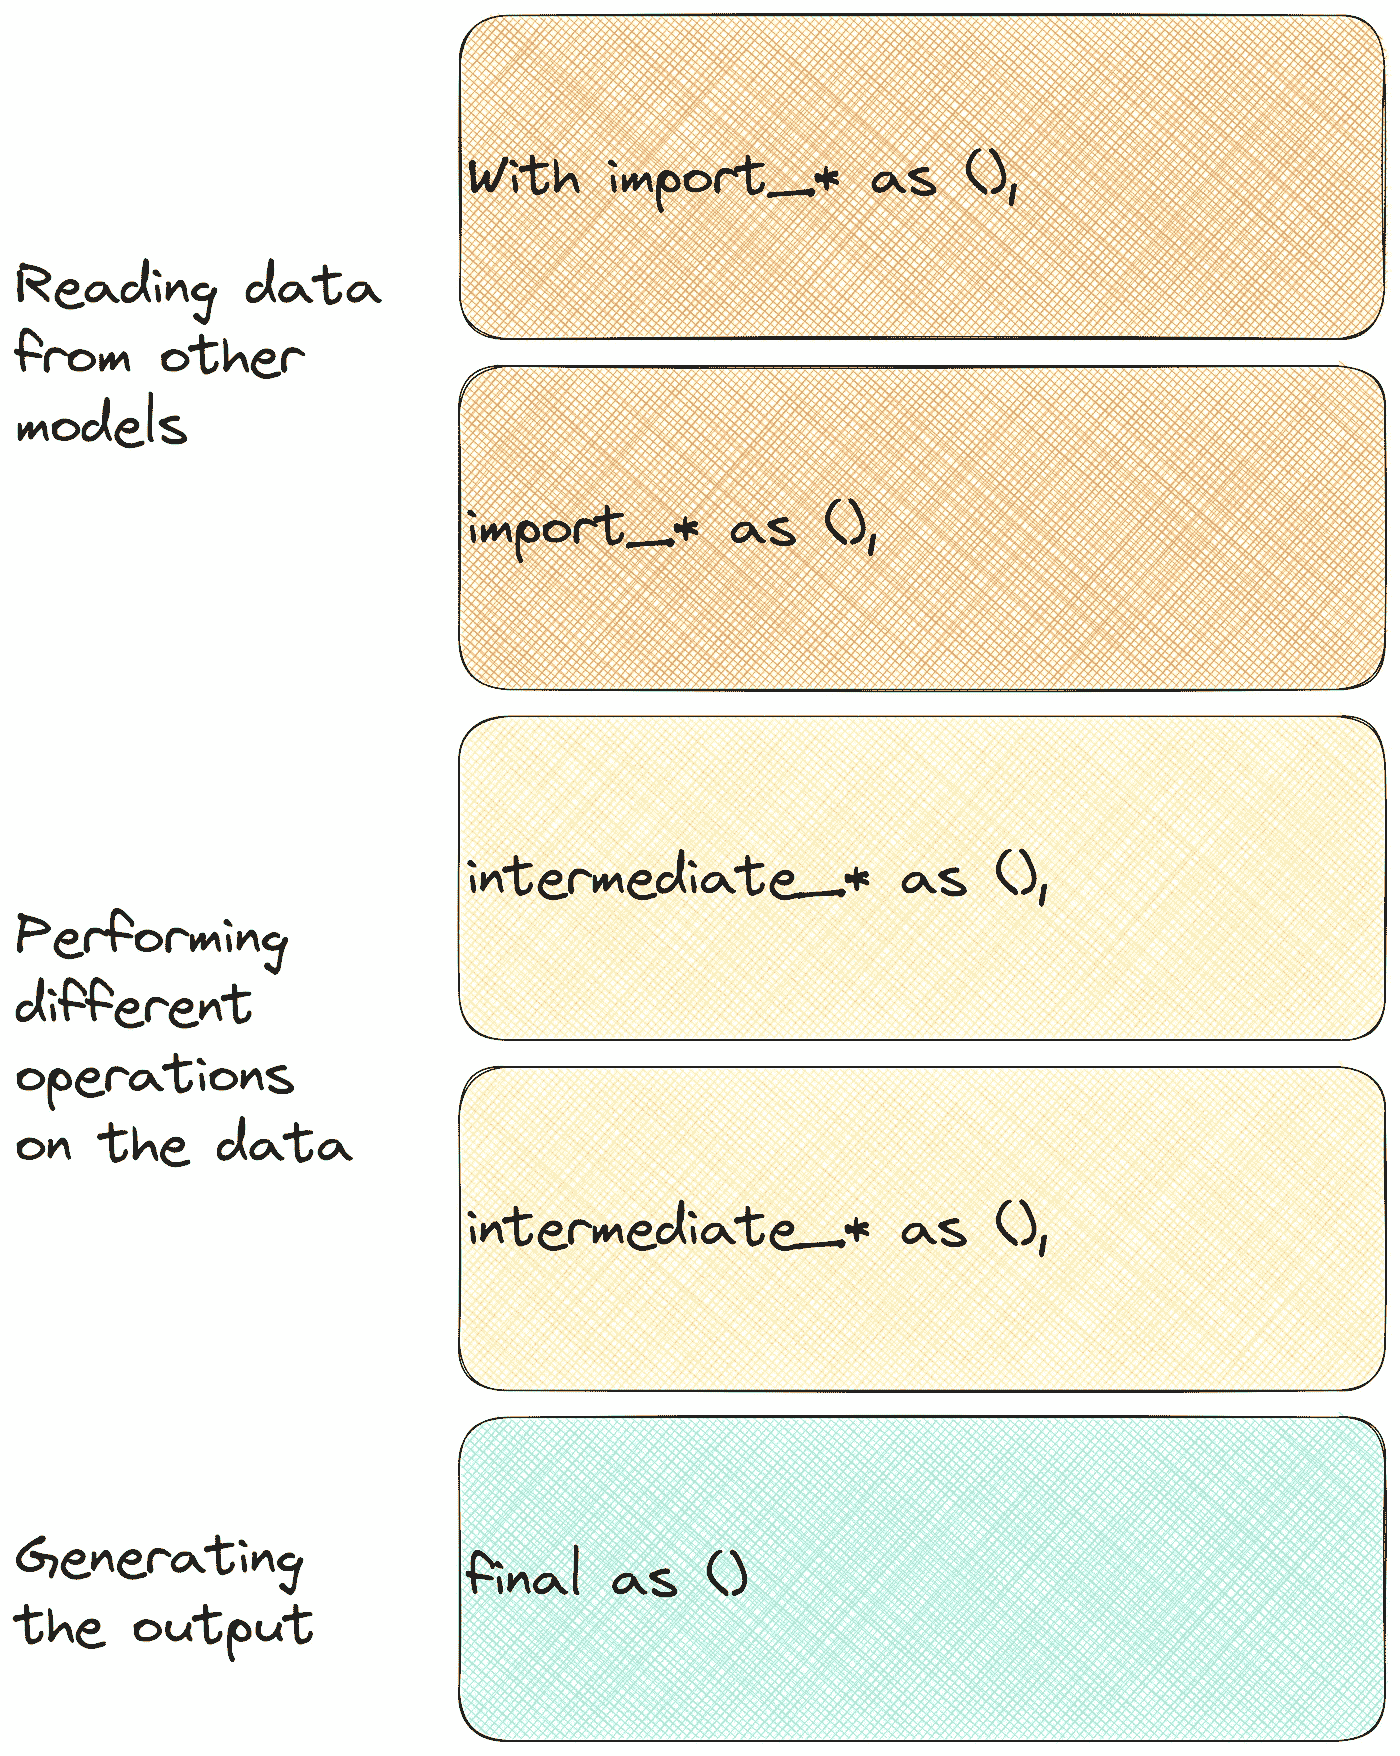 With import_* as (),
Reading data
from other
models
import_* as (),
intermediate_* as (),
Performing
different
operations
on the data
intermediate_* as (),
Generating
the output
final as ()